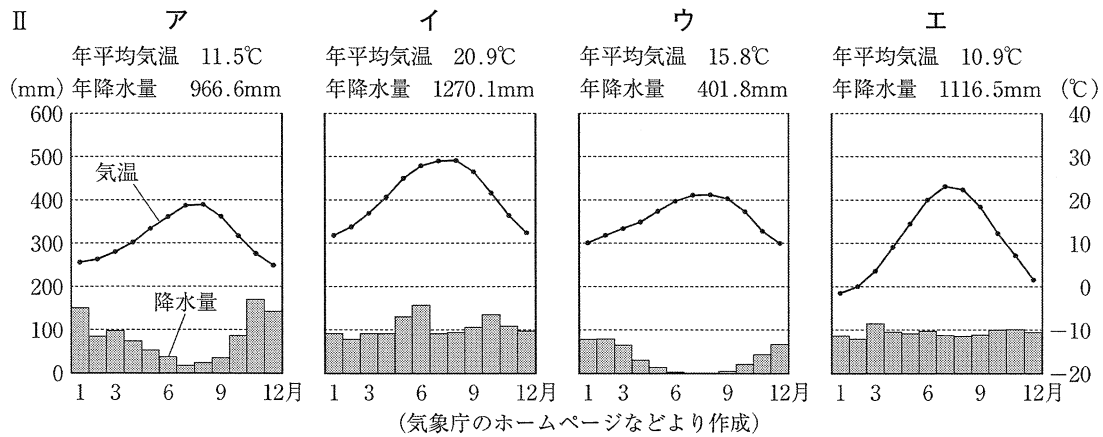 Ⅱ ア イ ウ エ
年平均気温 11.5℃ 年平均気温 20.9℃ 年平均気温 15.8℃ 年平均気温 10.9℃
(mm) 年降水量 966.6mm 年降水量 1270.1mm 年降水量 401.8mm 年降水量 1116.5mm (℃)
600 40
500 30
気温
400 20
300 10
200 0
降水量
100 −10
0 −20
1 3 6 9 12月 1 3 6 9 12月 1 3 6 9 12月 1 3 6 9 12月
(気象庁のホームページなどより作成)